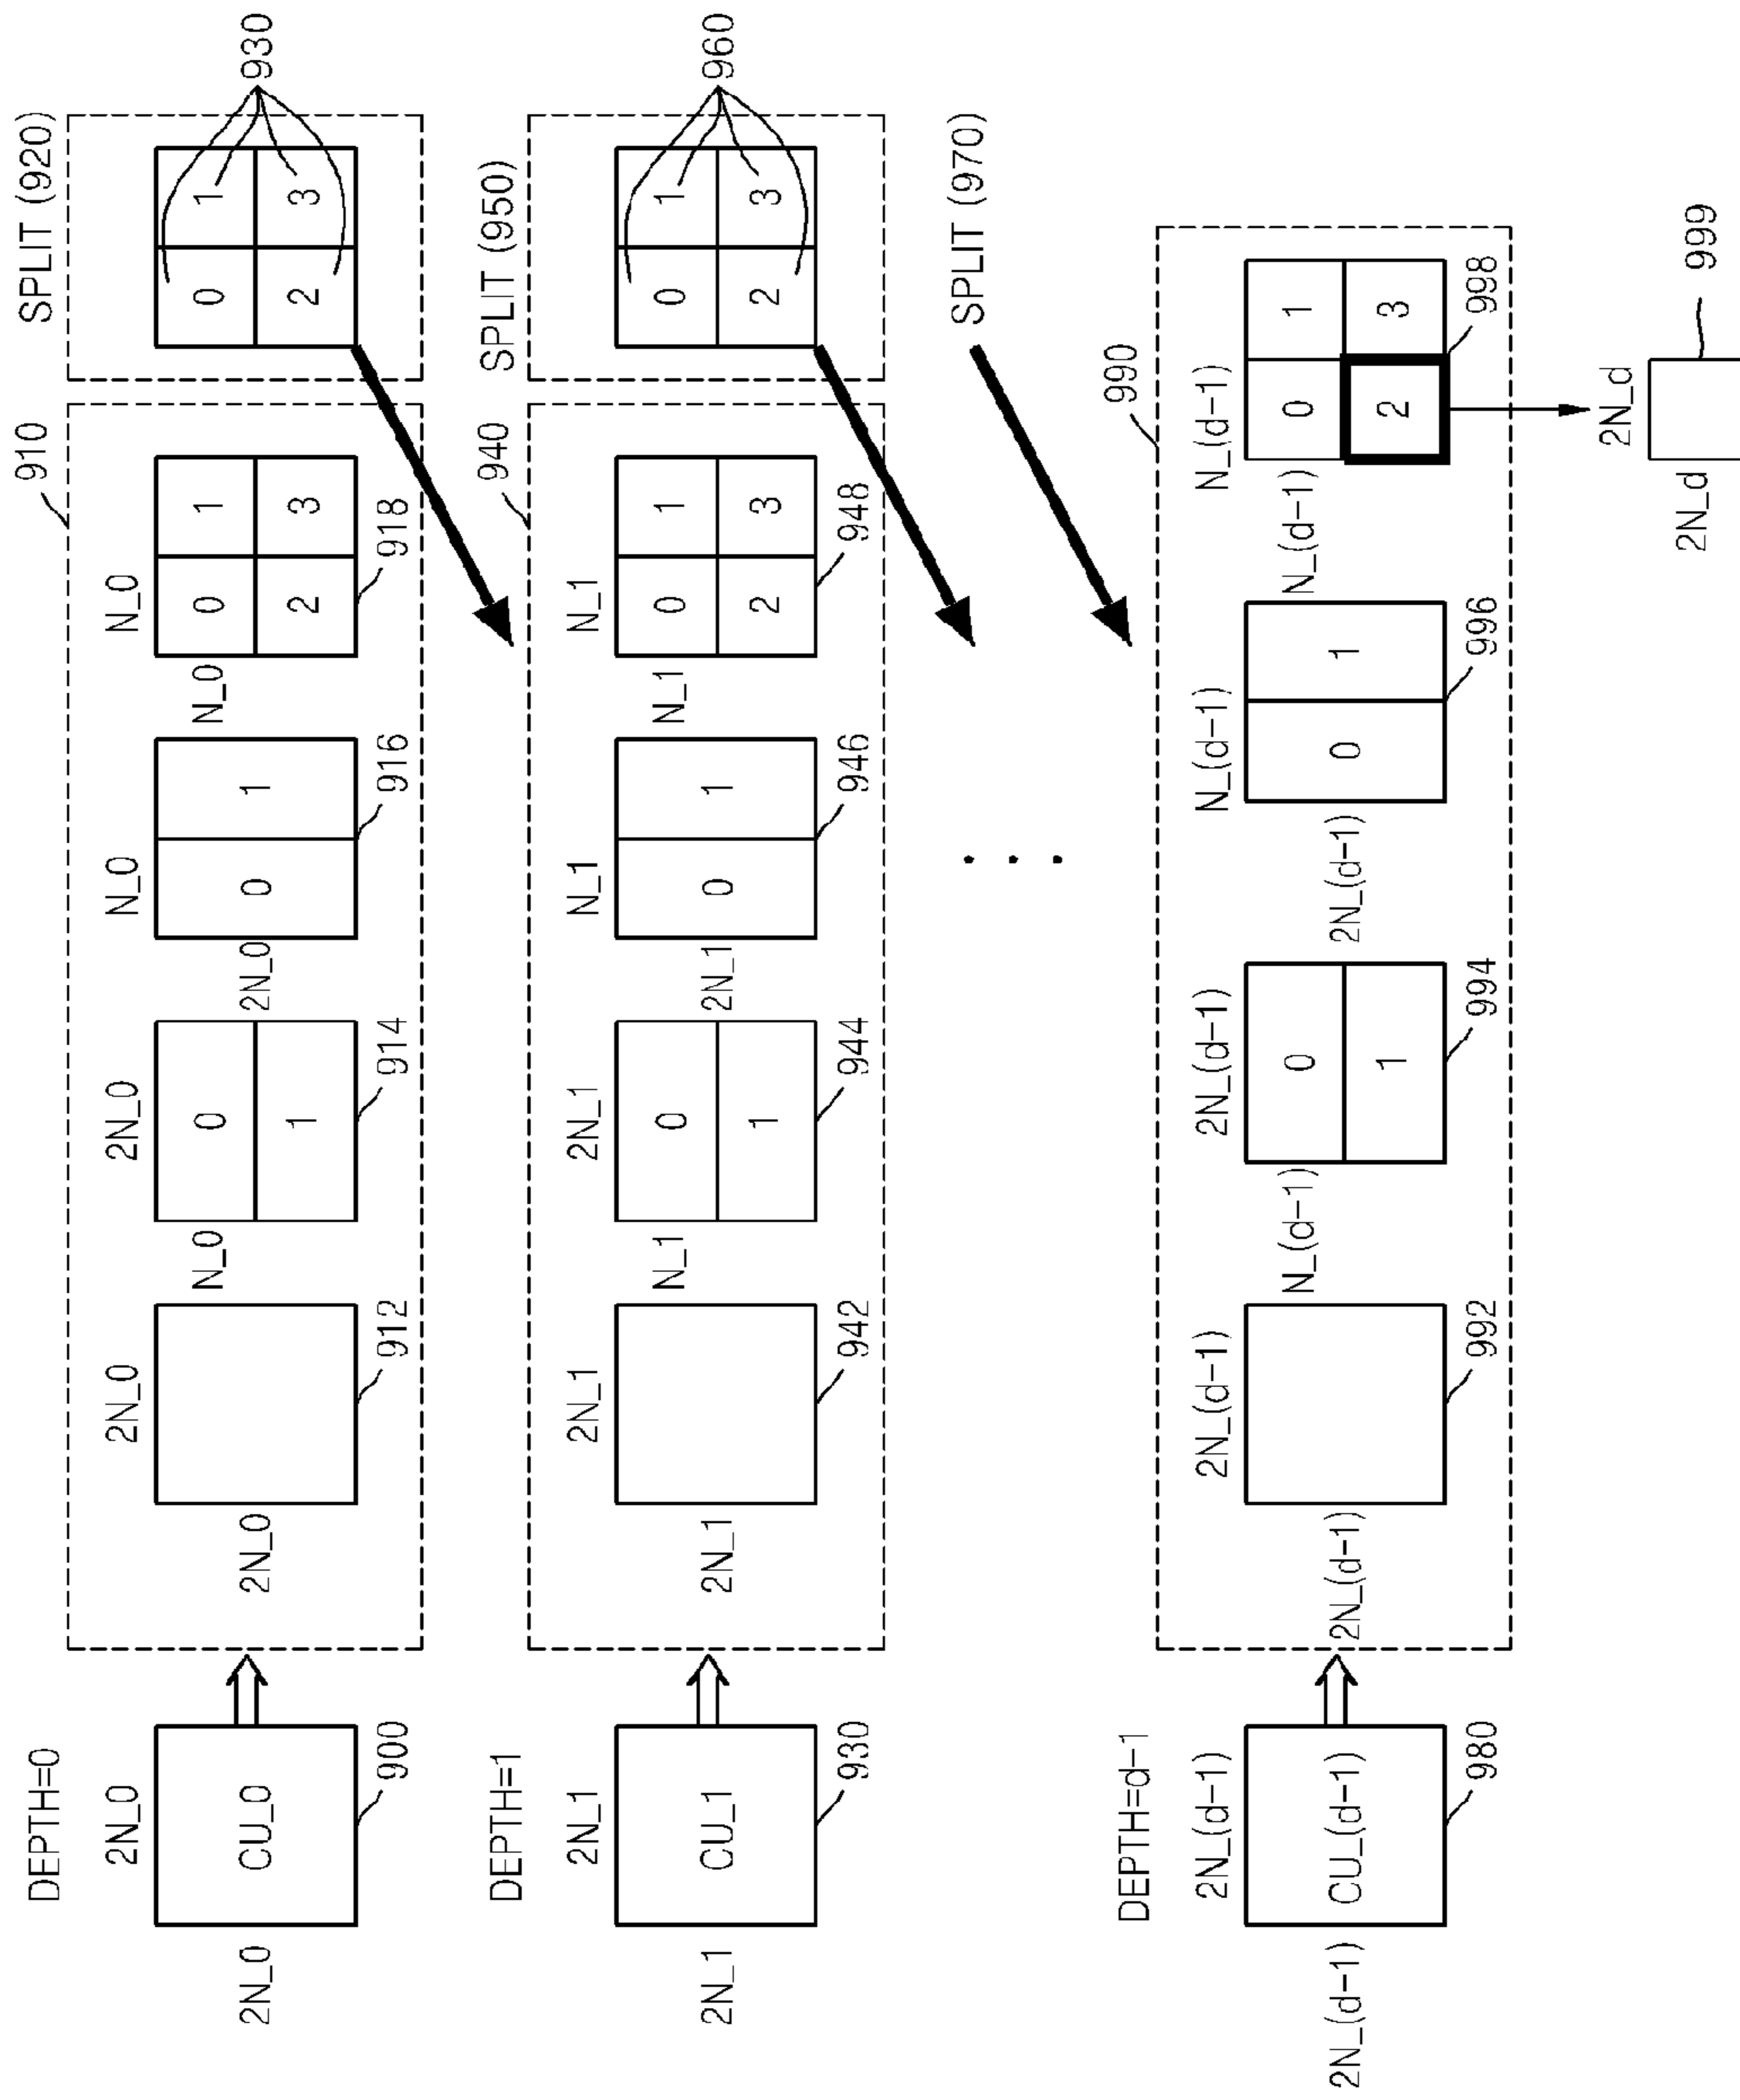 DEPTH=0
2N_0
2N_0
CU_0
900
910
2N_0
2N_0
912
2N_0
N_0
0
1
914
N_0
2N_0
0
1
916
N_0
N_0
0
1
2
3
918
SPLIT (920)
0
1
2
3
930
DEPTH=1
2N_1
2N_1
CU_1
930
940
2N_1
2N_1
942
2N_1
N_1
0
1
944
N_1
2N_1
0
1
946
N_1
N_1
0
1
2
3
948
SPLIT (950)
0
1
2
3
960
SPLIT (970)
DEPTH=d-1
2N_(d-1)
2N_(d-1)
CU_(d-1)
980
990
2N_(d-1)
2N_(d-1)
992
2N_(d-1)
N_(d-1)
0
1
994
N_(d-1)
2N_(d-1)
0
1
996
N_(d-1)
N_(d-1)
0
1
2
3
998
2N_d
2N_d
999